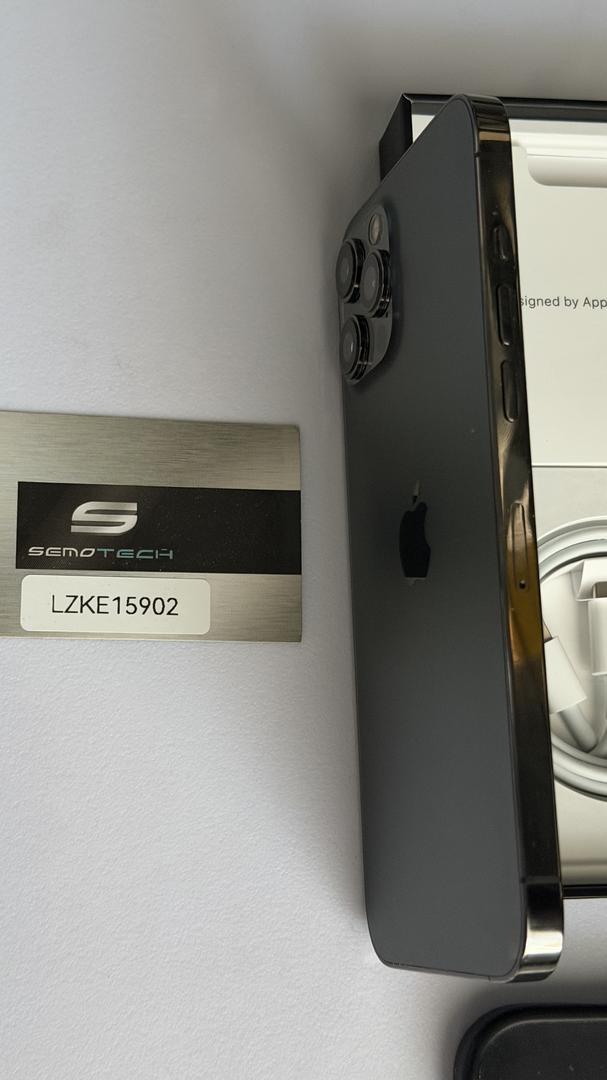 SEMOTECH
LZKE15902
signed by App